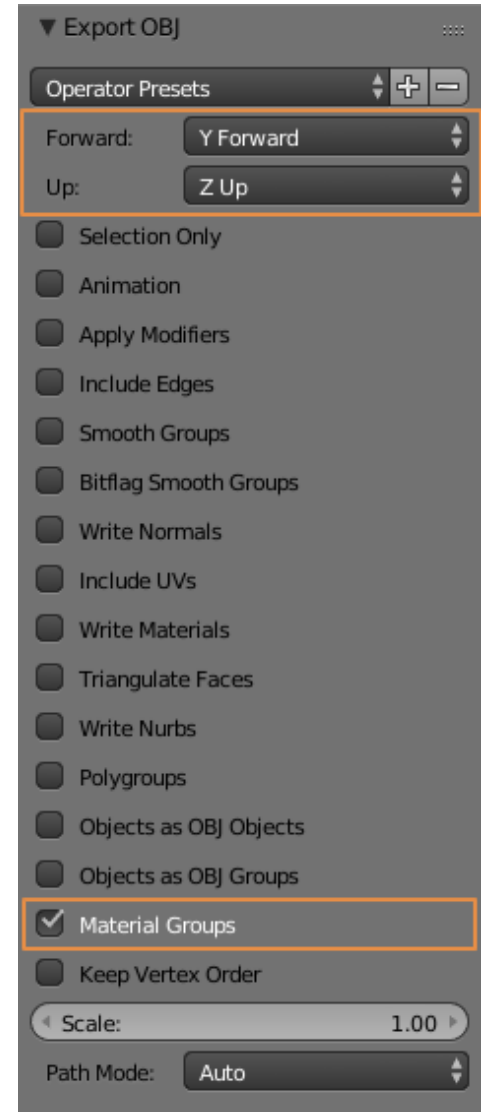 Export OBJ
Operator Presets
Forward: Y Forward
Up: Z Up
Selection Only
Animation
Apply Modifiers
Include Edges
Smooth Groups
Bitflag Smooth Groups
Write Normals
Include UVs
Write Materials
Triangulate Faces
Write Nurbs
Polygroups
Objects as OBJ Objects
Objects as OBJ Groups
Material Groups
Keep Vertex Order
Scale: 1.00
Path Mode: Auto